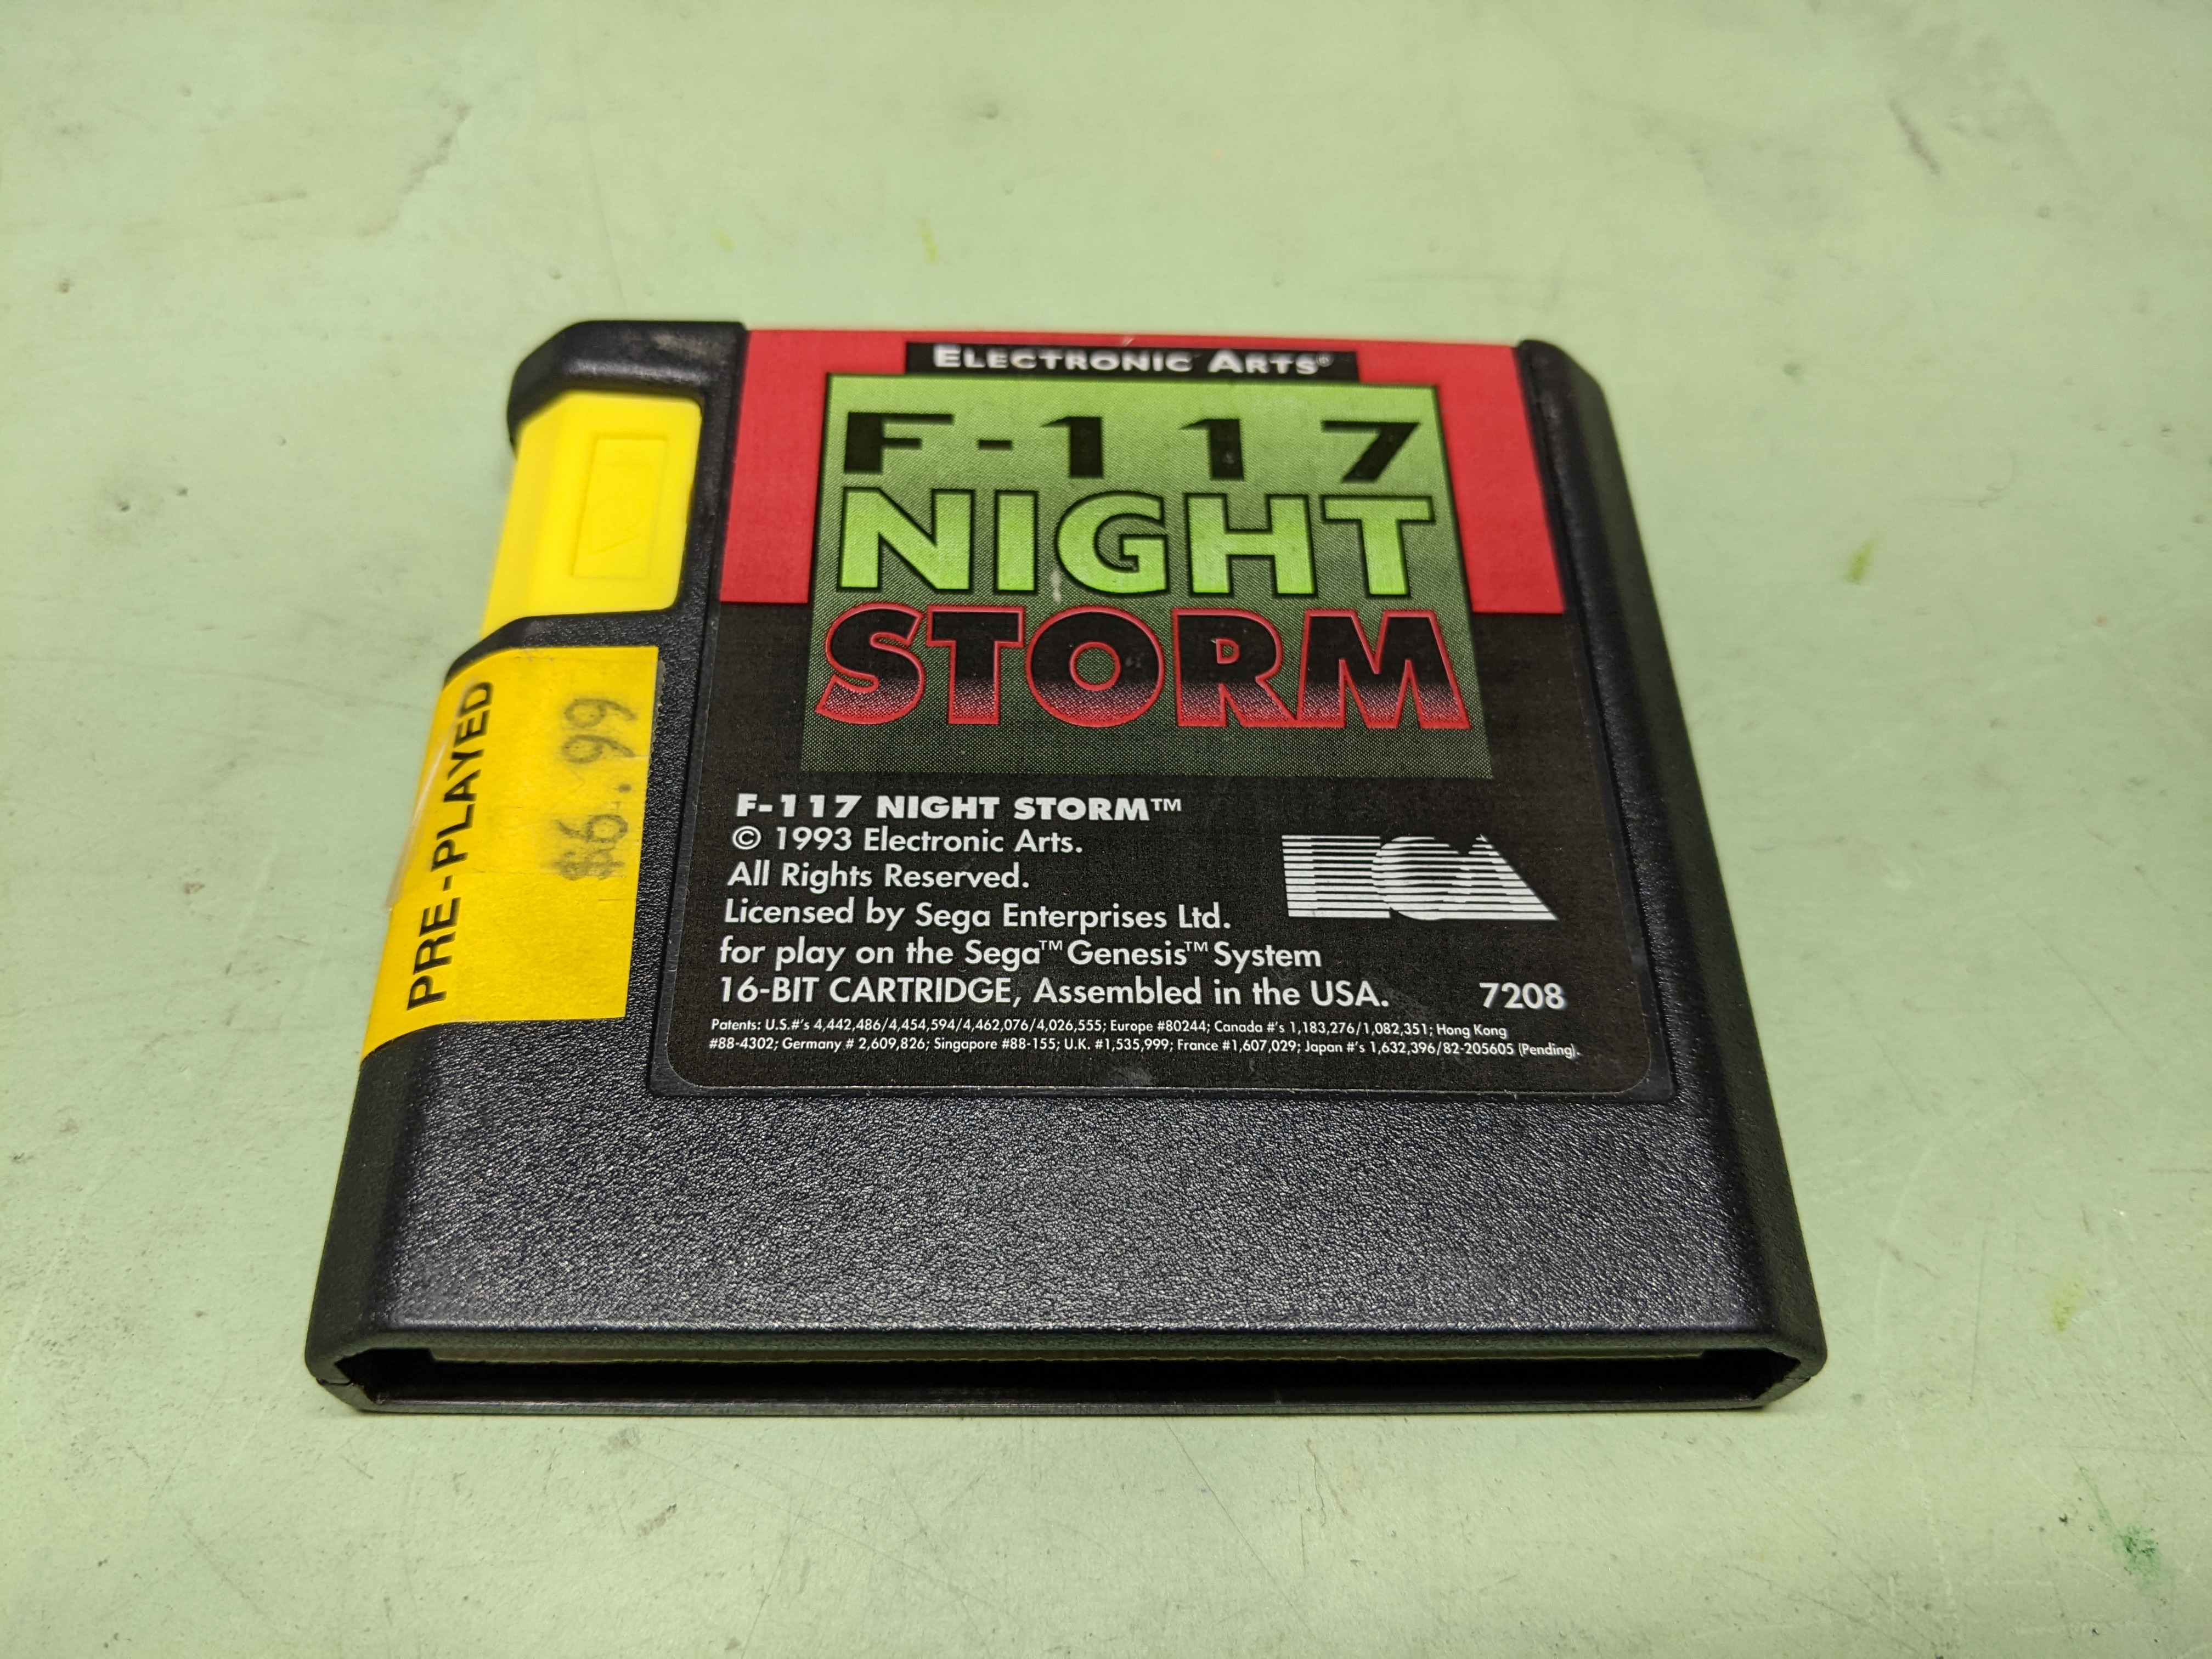 ELECTRONIC ARTS®
F-117
NIGHT
STORM
F-117 NIGHT STORM™
© 1993 Electronic Arts.
All Rights Reserved.
Licensed by Sega Enterprises Ltd.
for play on the Sega™ Genesis™ System
16-BIT CARTRIDGE, Assembled in the USA.
7208
Patents: U.S.#'s 4,442,486/4,454,594/4,462,076/4,026,555; Europe #80244; Canada #'s 1,183,276/1,082,351; Hong Kong
#88-4302; Germany # 2,609,826; Singapore #88-155; U.K. #1,535,999; France #1,607,029; Japan #'s 1,632,396/82-205605 (Pending).
EA
PRE-PLAYED
$6.99